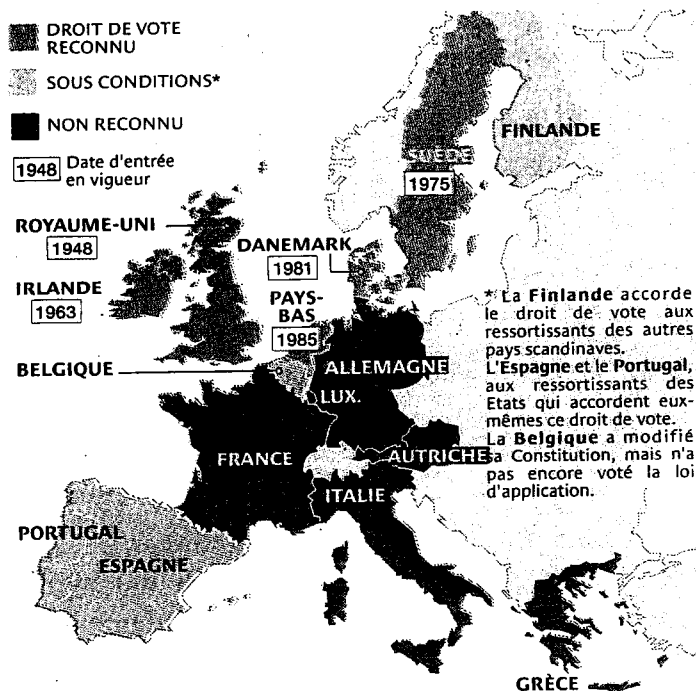 DROIT DE VOTE
RECONNU
SOUS CONDITIONS*
NON RECONNU
1948 Date d'entrée
en vigueur
FINLANDE
SUÈDE
1975
ROYAUME-UNI
1948
DANEMARK
1981
IRLANDE
1963
PAYS-
BAS
1985
BELGIQUE
ALLEMAGNE
LUX.
FRANCE
AUTRICHE
ITALIE
PORTUGAL
ESPAGNE
GRÈCE
* La Finlande accorde
le droit de vote aux
ressortissants des autres
pays scandinaves.
L'Espagne et le Portugal,
aux ressortissants des
Etats qui accordent eux-
mêmes ce droit de vote.
La Belgique a modifié
sa Constitution, mais n'a
pas encore voté la loi
d'application.